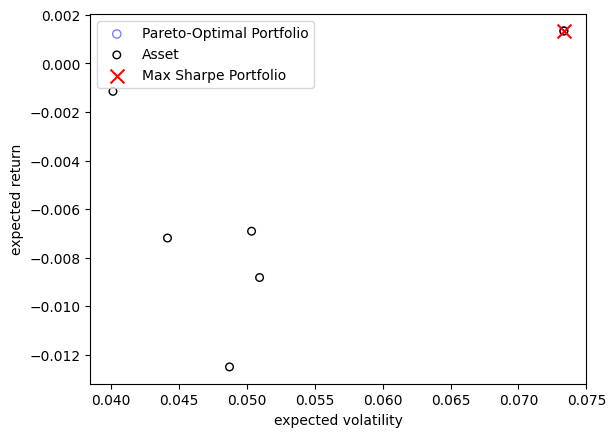 0.002
0.000
−0.002
−0.004
−0.006
−0.008
−0.010
−0.012
expected return
Pareto-Optimal Portfolio
Asset
Max Sharpe Portfolio
0.040 0.045 0.050 0.055 0.060 0.065 0.070 0.075
expected volatility